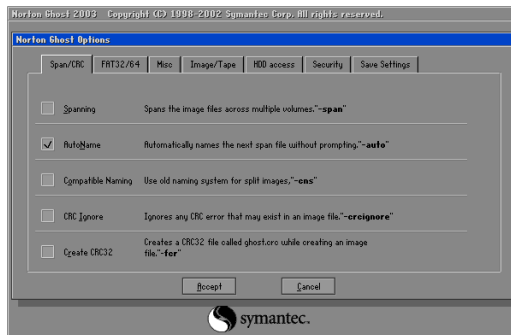 Norton Ghost 2003 Copyright (C) 1998-2002 Symantec Corp. All rights reserved.
Norton Ghost Options
Span/CRC FAT32/64 Misc Image/Tape HDD access Security Save Settings
Spanning Spans the image files across multiple volumes."-span"
AutoName Automatically names the next span file without prompting."-auto"
Compatible Naming Use old naming system for split images,"-cns"
CRC Ignore Ignores any CRC error that may exist in an image file."-crcignore"
Create CRC32 Creates a CRC32 file called ghost.crc while creating an image
file."-fcr"
Accept Cancel
symantec.